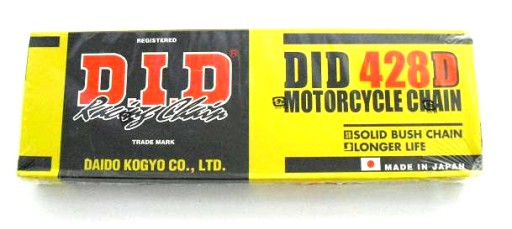 REGISTERED
D.I.D®
Racing Chain
TRADE MARK
DAIDO KOGYO CO., LTD.
DID 428D
MOTORCYCLE CHAIN
SOLID BUSH CHAIN
LONGER LIFE
MADE IN JAPAN